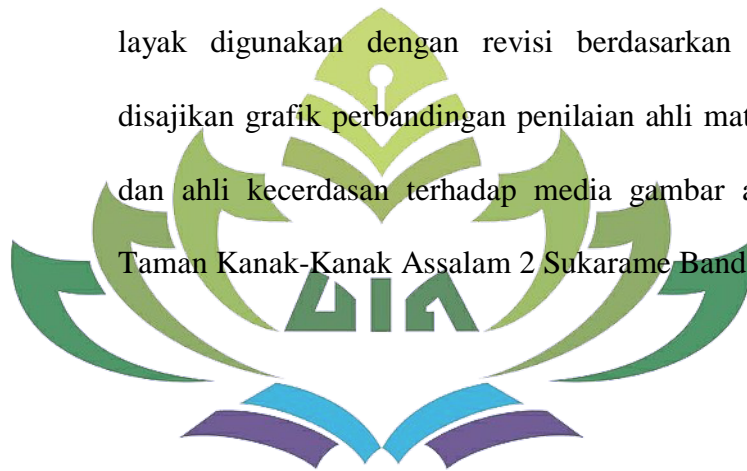 layak digunakan dengan revisi berdasarkan
disajikan grafik perbandingan penilaian ahli mat
dan ahli kecerdasan terhadap media gambar a
Taman Kanak-Kanak Assalam 2 Sukarame Band
UIN